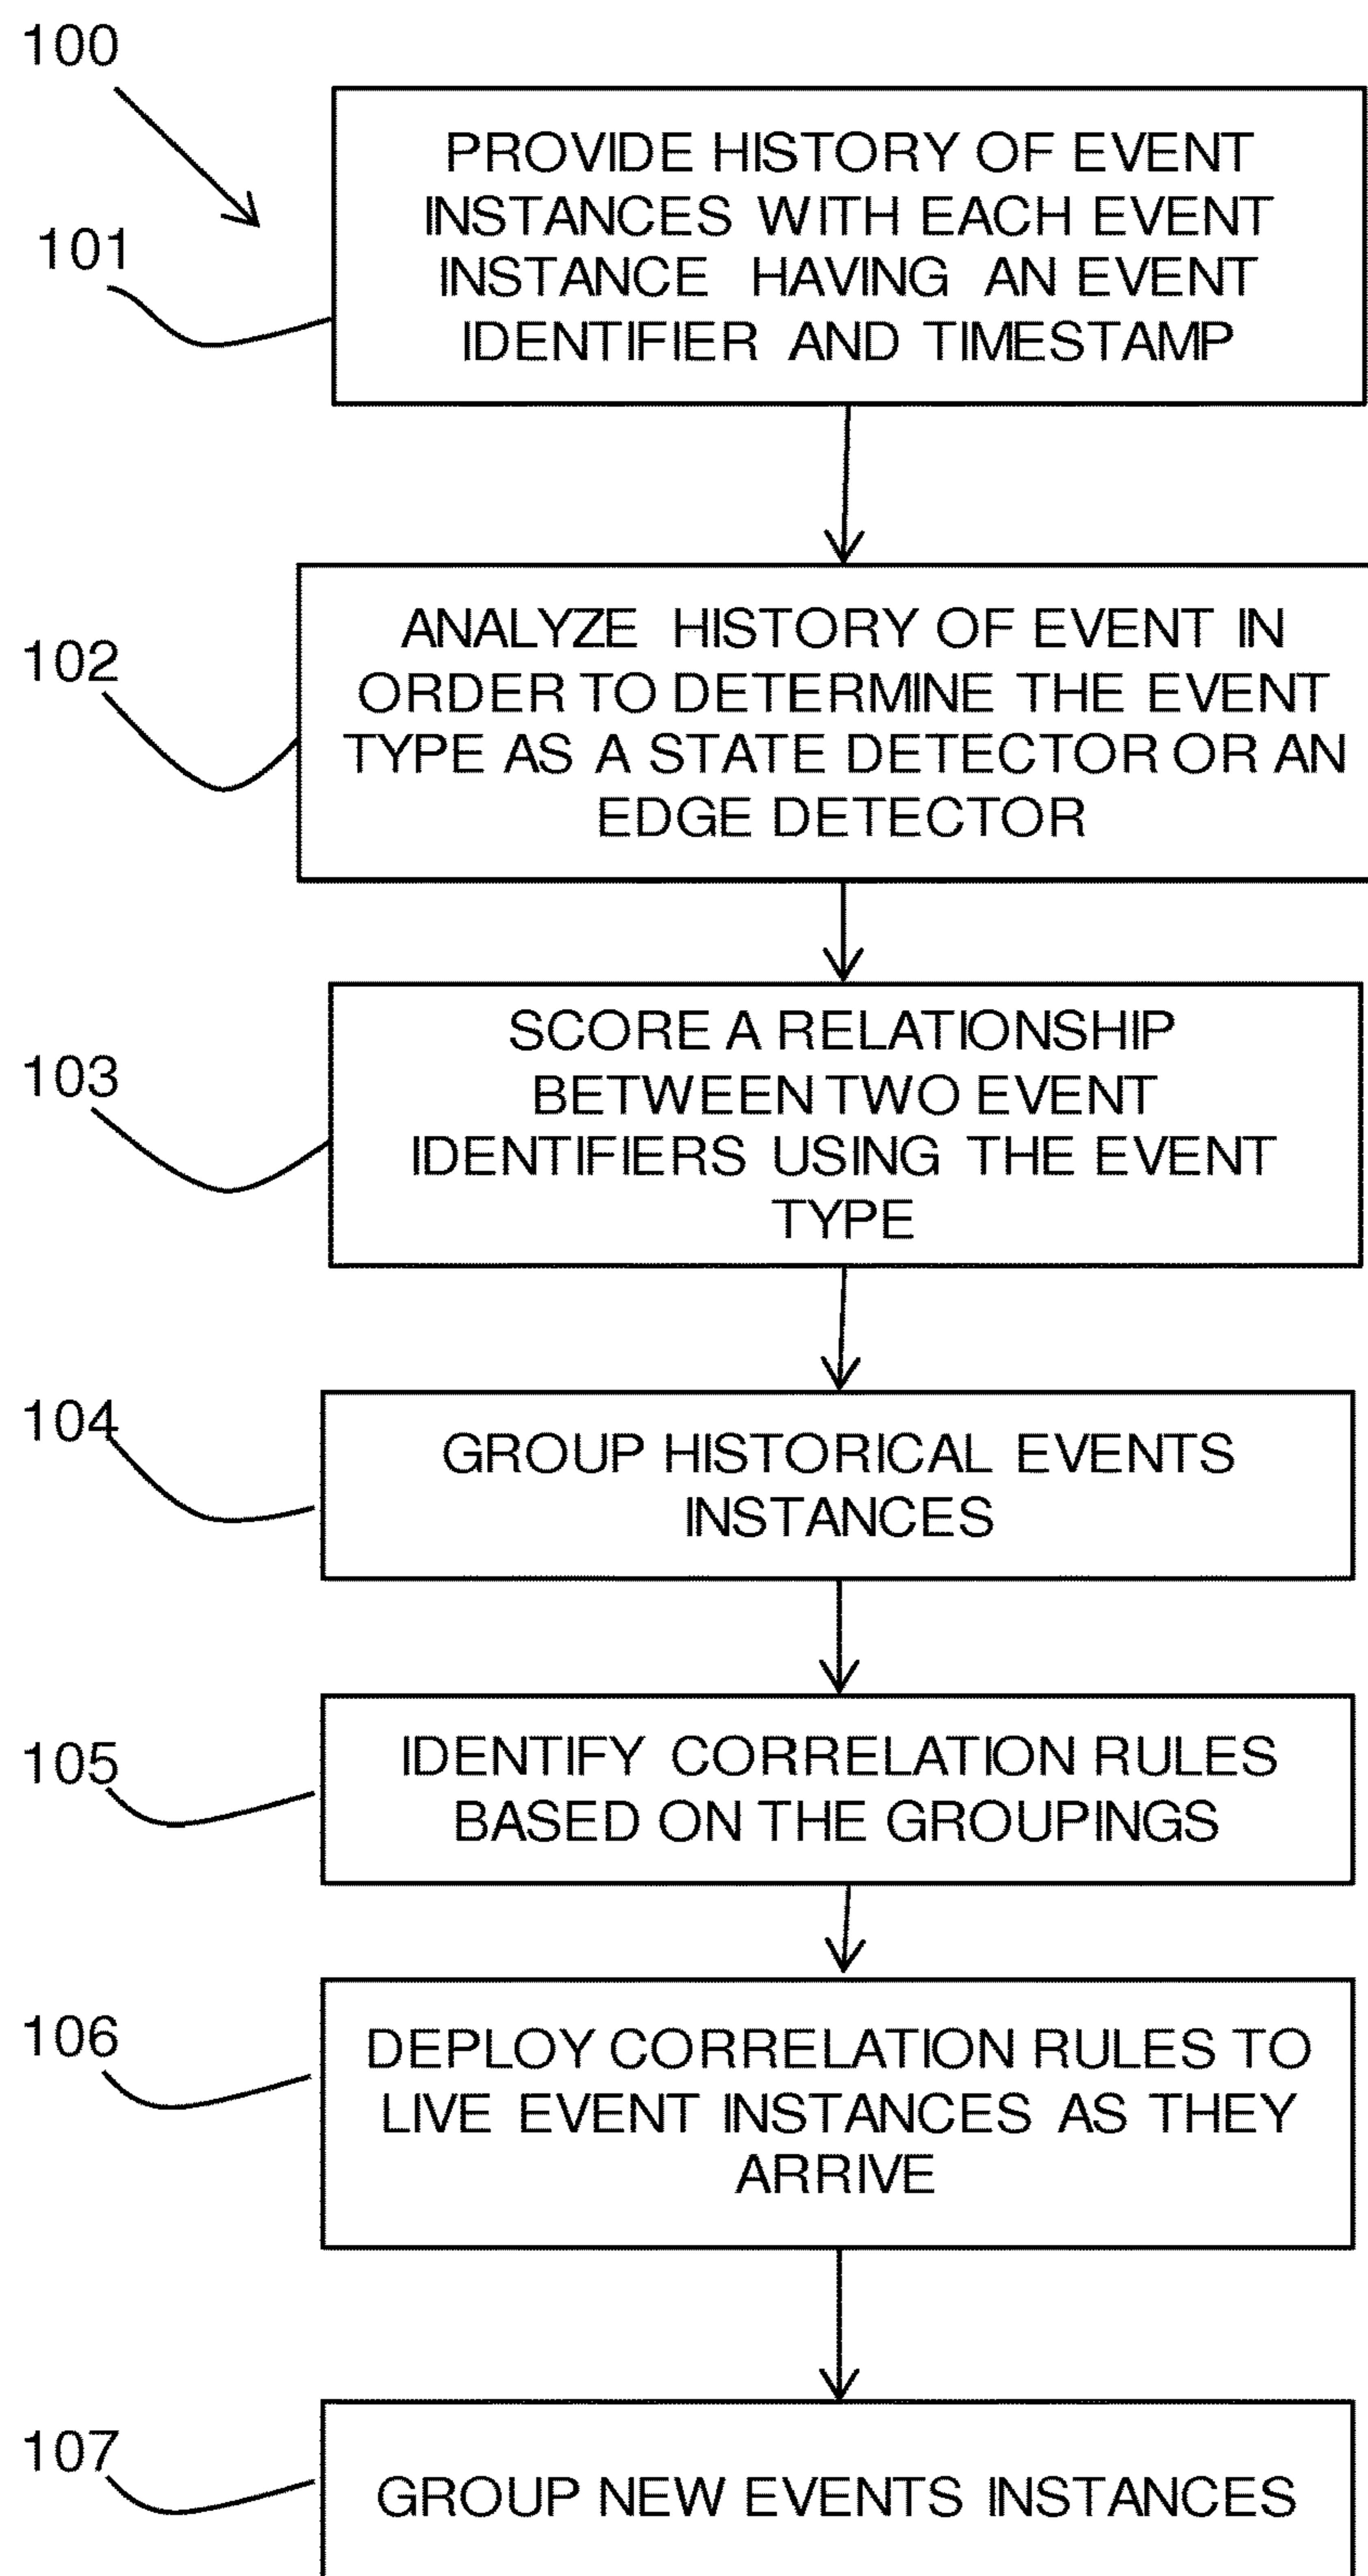 100
PROVIDE HISTORY OF EVENT
INSTANCES WITH EACH EVENT
INSTANCE HAVING AN EVENT
IDENTIFIER AND TIMESTAMP
101
ANALYZE HISTORY OF EVENT IN
ORDER TO DETERMINE THE EVENT
TYPE AS A STATE DETECTOR OR AN
EDGE DETECTOR
102
SCORE A RELATIONSHIP
BETWEEN TWO EVENT
IDENTIFIERS USING THE EVENT
TYPE
103
GROUP HISTORICAL EVENTS
INSTANCES
104
IDENTIFY CORRELATION RULES
BASED ON THE GROUPINGS
105
DEPLOY CORRELATION RULES TO
LIVE EVENT INSTANCES AS THEY
ARRIVE
106
GROUP NEW EVENTS INSTANCES
107